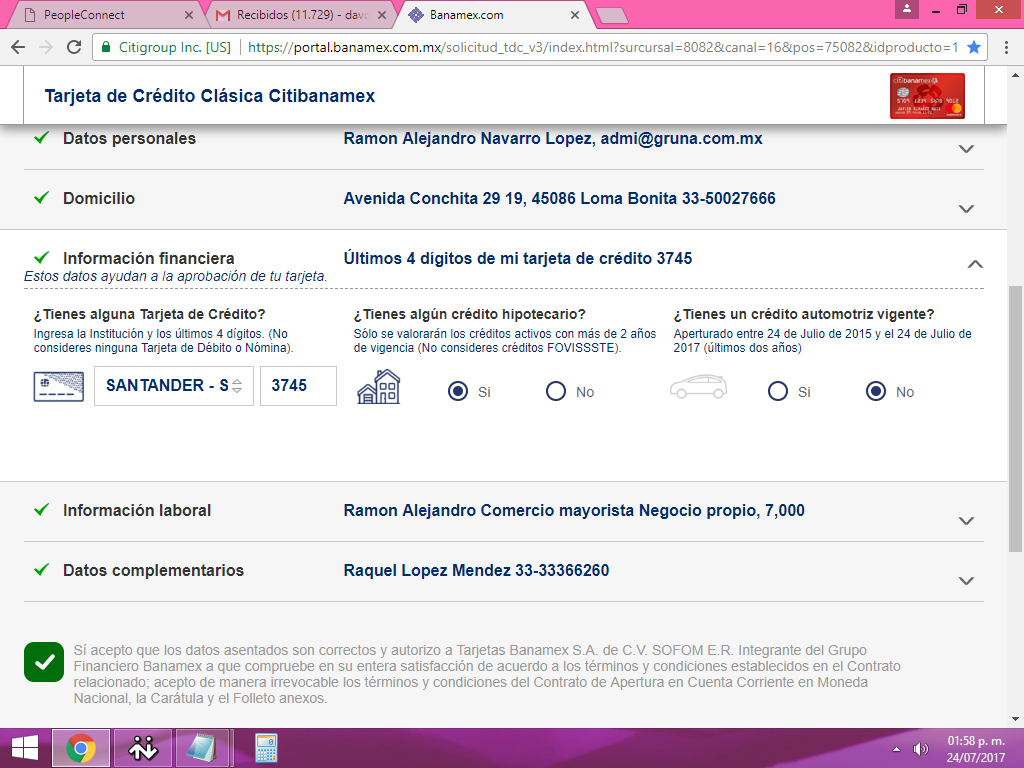 PeopleConnect
Recibidos (11.729) - davo
Banamex.com
Citigroup Inc. [US]
https://portal.banamex.com.mx/solicitud_tdc_v3/index.html?surcursal=8082&canal=16&pos=75082&idproducto=1
Tarjeta de Crédito Clásica Citibanamex
citibanamex
Datos personales
Ramon Alejandro Navarro Lopez, admi@gruna.com.mx
Domicilio
Avenida Conchita 29 19, 45086 Loma Bonita 33-50027666
Información financiera
Últimos 4 dígitos de mi tarjeta de crédito 3745
Estos datos ayudan a la aprobación de tu tarjeta.
¿Tienes alguna Tarjeta de Crédito?
Ingresa la Institución y los últimos 4 dígitos. (No
consideres ninguna Tarjeta de Débito o Nómina).
SANTANDER - S
3745
¿Tienes algún crédito hipotecario?
Sólo se valorarán los créditos activos con más de 2 años
de vigencia (No consideres créditos FOVISSSTE).
Si
No
¿Tienes un crédito automotriz vigente?
Aperturado entre 24 de Julio de 2015 y el 24 de Julio de
2017 (últimos dos años)
Si
No
Información laboral
Ramon Alejandro Comercio mayorista Negocio propio, 7,000
Datos complementarios
Raquel Lopez Mendez 33-33366260
Sí acepto que los datos asentados son correctos y autorizo a Tarjetas Banamex S.A. de C.V. SOFOM E.R. Integrante del Grupo
Financiero Banamex a que compruebe en su entera satisfacción de acuerdo a los términos y condiciones establecidos en el Contrato
relacionado; acepto de manera irrevocable los términos y condiciones del Contrato de Apertura en Cuenta Corriente en Moneda
Nacional, la Carátula y el Folleto anexos.
01:58 p. m.
24/07/2017